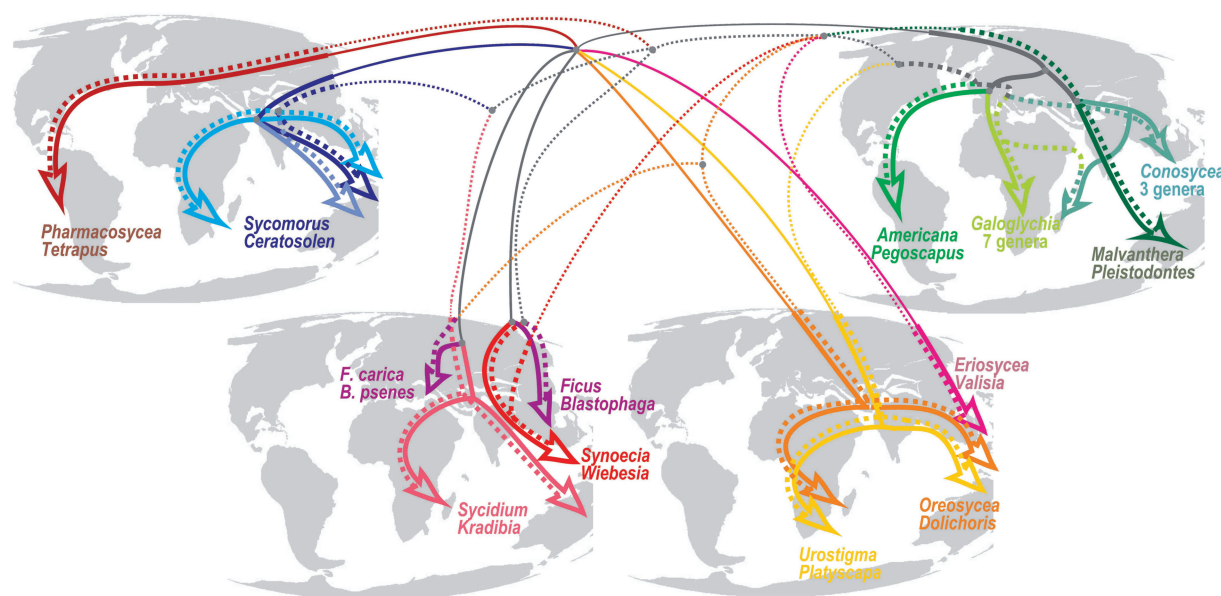 Pharmacosycea
Tetrapus
Sycomorus
Ceratosolen
Americana
Pegoscapus
Galoglychia
7 genera
Conosycea
3 genera
Malvanthera
Pleistodontes
F. carica
B. psenes
Ficus
Blastophaga
Synoecia
Wiebesia
Sycidium
Kradibia
Eriosycea
Valisia
Oreosycea
Dolichoris
Urostigma
Platyscapa